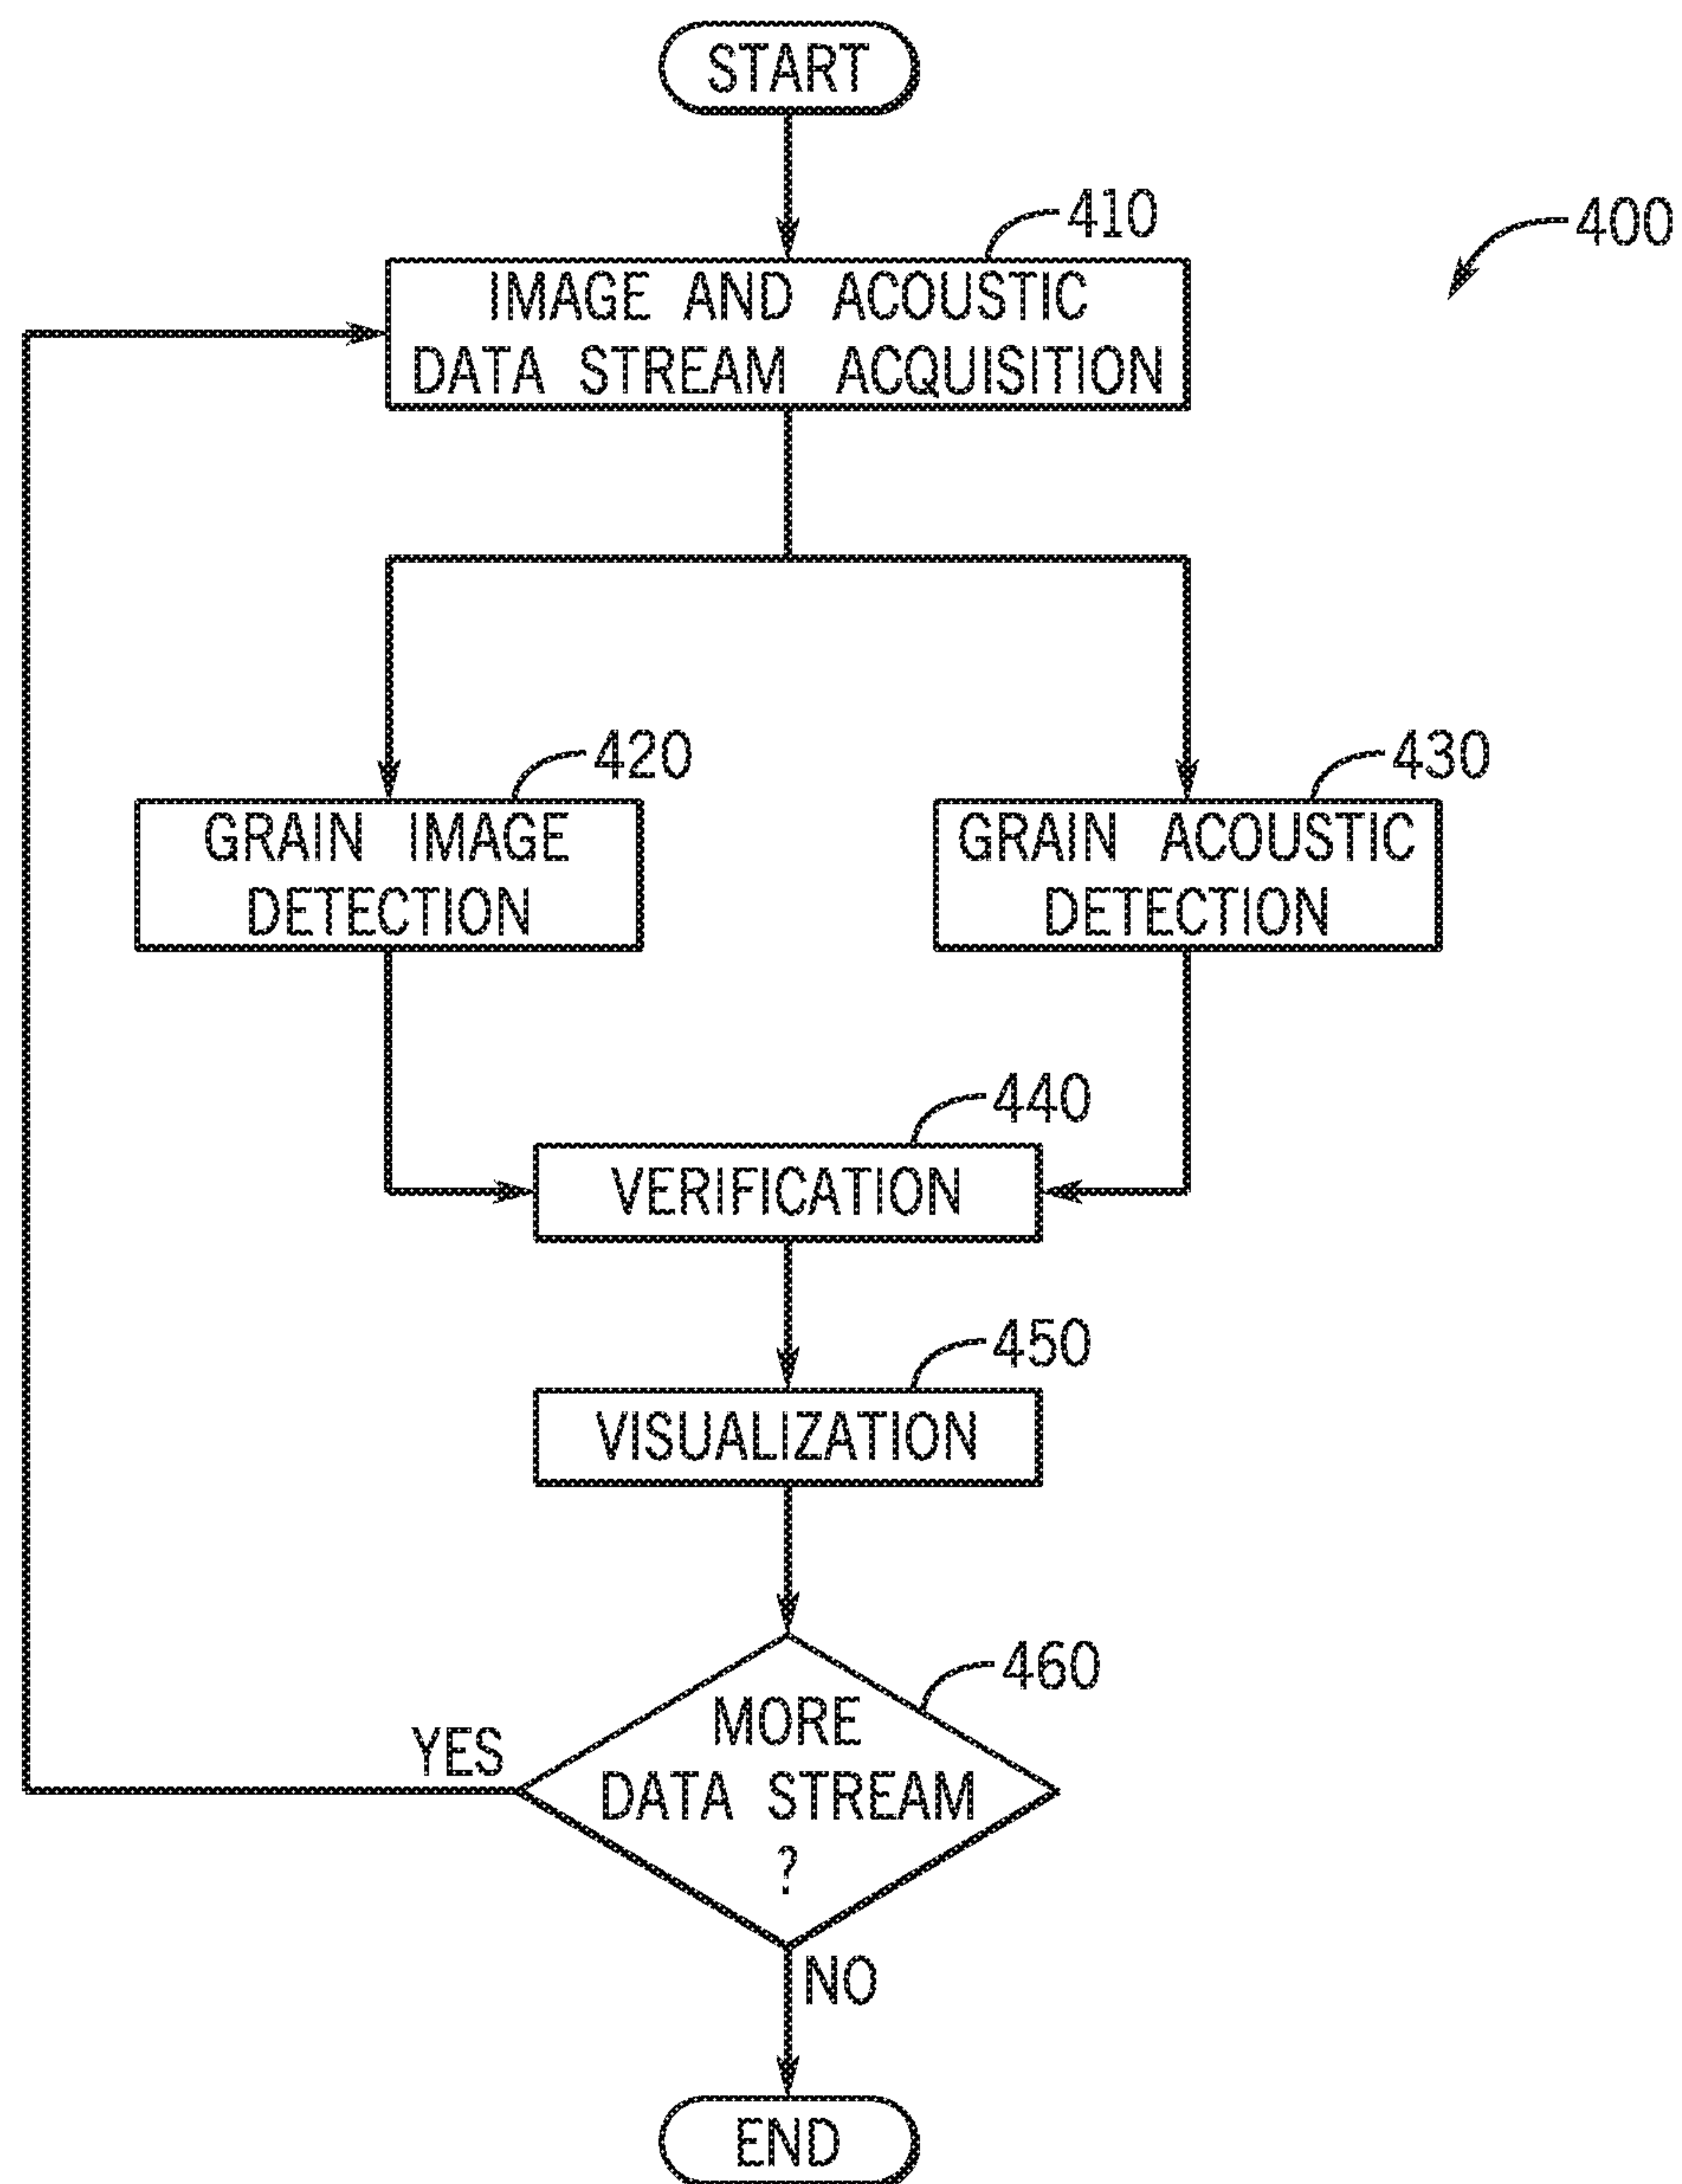 START
410
400
IMAGE AND ACOUSTIC
DATA STREAM ACQUISITION
420
430
GRAIN IMAGE
DETECTION
GRAIN ACOUSTIC
DETECTION
440
VERIFICATION
450
VISUALIZATION
460
MORE
DATA STREAM
?
YES
NO
END